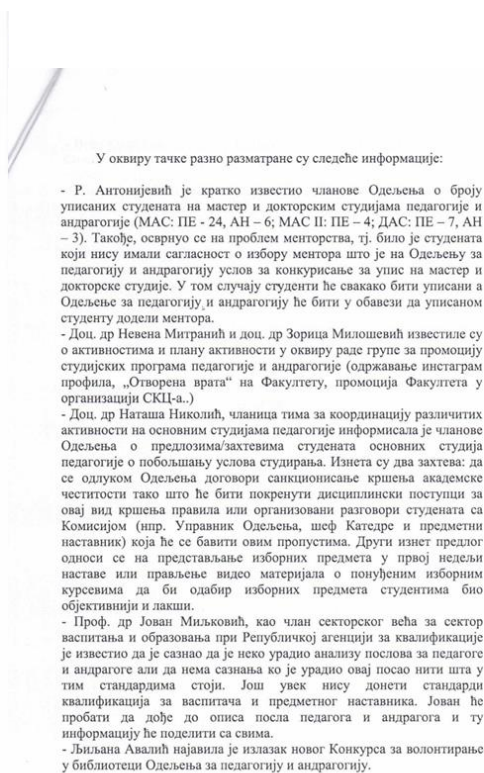 У оквиру тачке разно разматране су следеће информације:
- Р. Антонијевић је кратко известио чланове Одељења о броју
уписаних студената на мастер и докторским студијама педагогије и
андрагогије (МАС: ПЕ - 24, АН – 6; МАС II: ПЕ – 4; ДАС: ПЕ – 7, АН
– 3). Такође, осврнуо се на проблем менторства, тј. било је студената
који нису имали сагласност о избору ментора што је на Одељењу за
педагогију и андрагогију услов за конкурисање за упис на мастер и
докторске студије. У том случају студенти ће свакако бити уписани а
Одељење за педагогију и андрагогију ће бити у обавези да уписаном
студенту додели ментора.
- Доц. др Невена Митранић и доц. др Зорица Милошевић известиле су
о активностима и плану активности у оквиру раде групе за промоцију
студијских програма педагогије и андрагогије (одржавање инстаграм
профила, „Отворена врата“ на Факултету, промоција Факултета у
организацији СКЦ-а..)
- Доц. др Наташа Николић, чланица тима за координацију различитих
активности на основним студијама педагогије информисала је чланове
Одељења о предлозима/захтевима студената основних студија
педагогије о побољшању услова студирања. Изнета су два захтева: да
се одлуком Одељења договори санкционисање кршења академске
честитости тако што ће бити покренути дисциплински поступци за
овај вид кршења правила или организовани разговори студената са
Комисијом (нпр. Управник Одељења, шеф Катедре и предметни
наставник) која ће се бавити овим пропустима. Други изнет предлог
односи се на представљање изборних предмета у првој недељи
наставе или прављење видео материјала о понуђеним изборним
курсевима да би одабир изборних предмета студентима био
објективнији и лакши.
- Проф. др Јован Миљковић, као члан секторског већа за сектор
васпитања и образовања при Републичкој агенцији за квалификације
је известио да је сазнао да је неко урадио анализу послова за педагоге
и андрагоге али да нема сазнања ко је урадио овај посао нити шта у
тим стандардима стоји. Још увек нису донети стандарди
квалификација за васпитача и предметног наставника. Јован ће
пробати да дође до описа посла педагога и андрагога и ту
информацију ће поделити са свима.
- Љиљана Авалић најавила је излазак новог Конкурса за волонтирање
у библиотеци Одељења за педагогију и андрагогију.